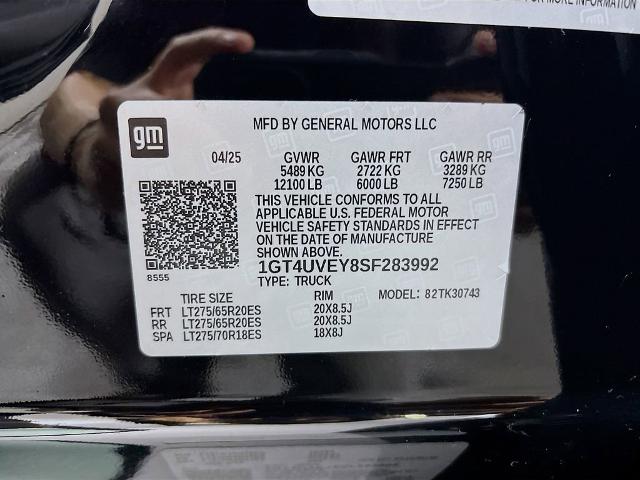 FOR MORE INFORMATION
gm
MFD BY GENERAL MOTORS LLC
04/25 GVWR GAWR FRT GAWR RR
5489 KG 2722 KG 3289 KG
12100 LB 6000 LB 7250 LB
THIS VEHICLE CONFORMS TO ALL
APPLICABLE U.S. FEDERAL MOTOR
VEHICLE SAFETY STANDARDS IN EFFECT
ON THE DATE OF MANUFACTURE
SHOWN ABOVE.
8555
1GT4UVEY8SF283992
TYPE: TRUCK
TIRE SIZE RIM MODEL: 82TK30743
FRT LT275/65R20ES 20X8.5J
RR LT275/65R20ES 20X8.5J
SPA LT275/70R18ES 18X8J